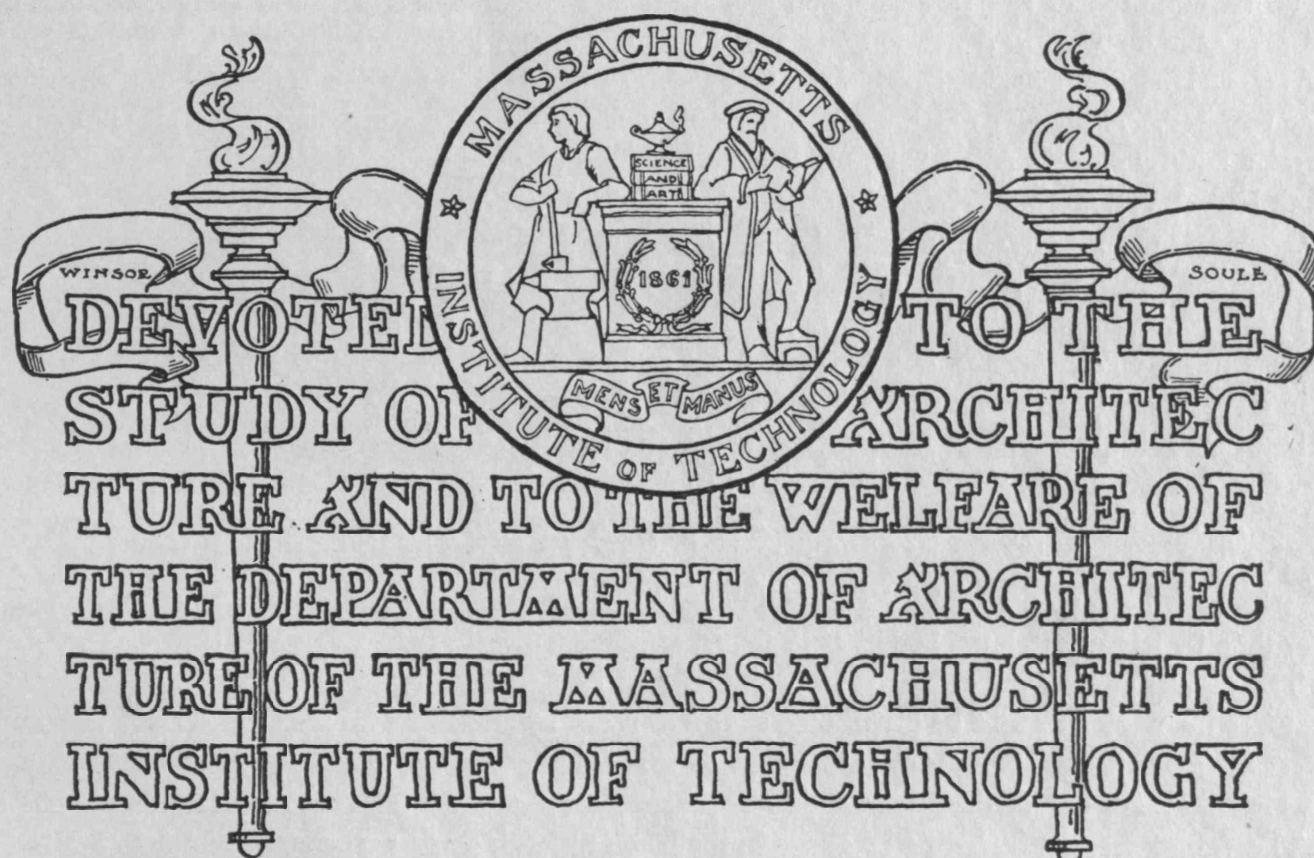 MASSACHUSETTS
INSTITUTE OF TECHNOLOGY
SCIENCE
AND
ART
1861
MENS ET MANUS
WINSOR
SOULE
DEVOTED TO THE
STUDY OF ARCHITEC
TURE AND TO THE WELFARE OF
THE DEPARTMENT OF ARCHITEC
TURE OF THE MASSACHUSETTS
INSTITUTE OF TECHNOLOGY